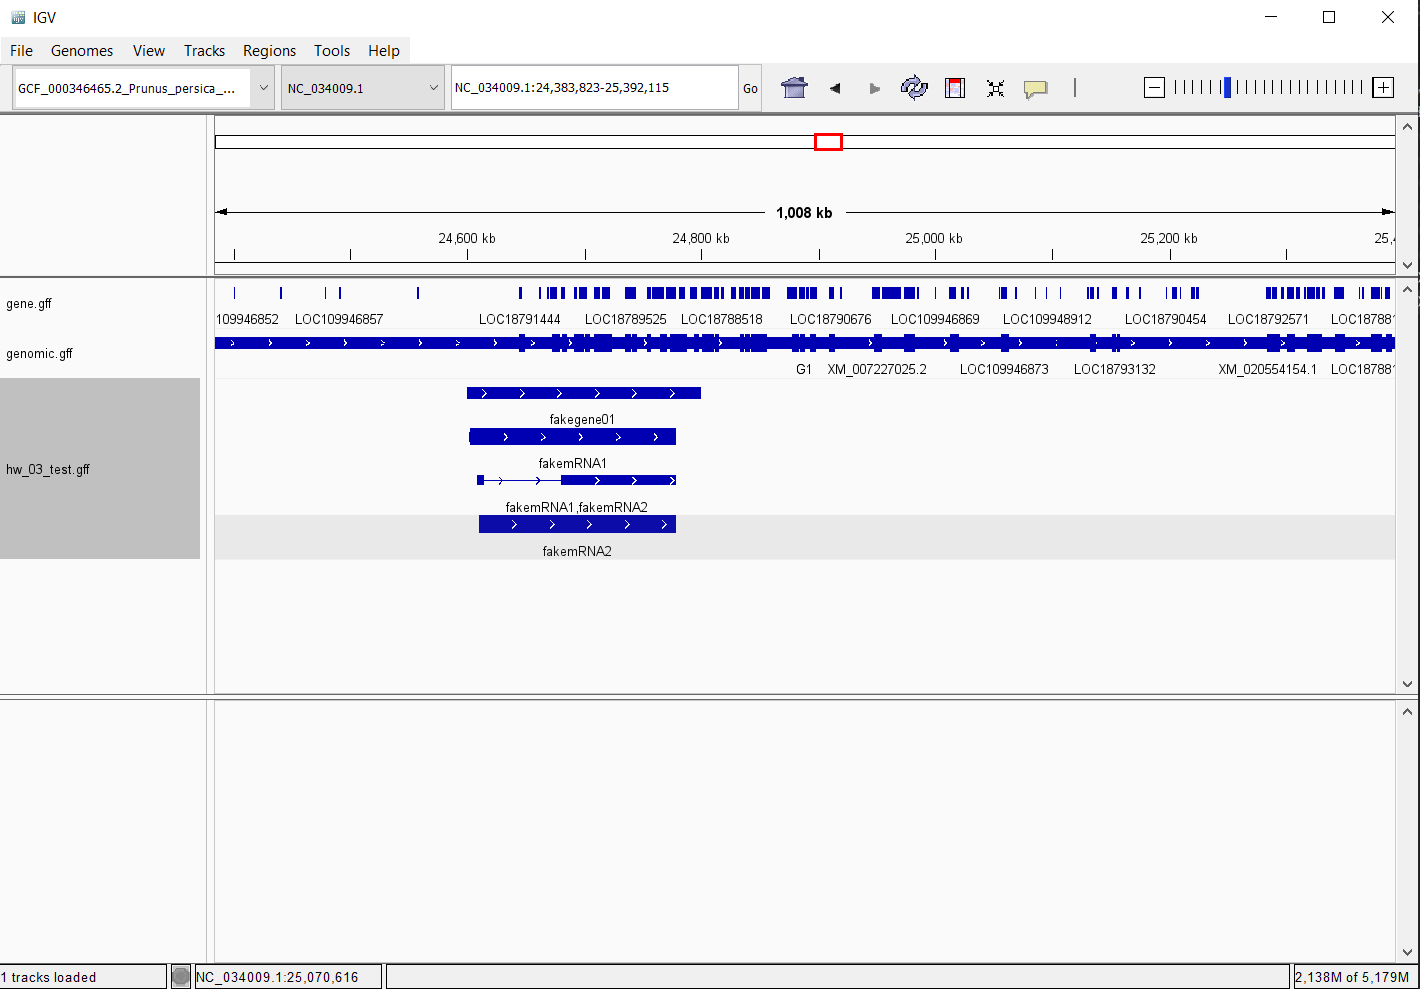 IGV
File Genomes View Tracks Regions Tools Help
GCF_000346465.2_Prunus_persica_... NC_034009.1 NC_034009.1:24,383,823-25,392,115 Go
1,008 kb
24,600 kb 24,800 kb 25,000 kb 25,200 kb 25,4
gene.gff
109946852 LOC109946857 LOC18791444 LOC18789525 LOC18788518 LOC18790676 LOC109946869 LOC109948912 LOC18790454 LOC18792571 LOC187881
genomic.gff
G1 XM_007227025.2 LOC109946873 LOC18793132 XM_020554154.1 LOC187881
fakegene01
fakemRNA1
hw_03_test.gff
fakemRNA1,fakemRNA2
fakemRNA2
1 tracks loaded NC_034009.1:25,070,616 2,138M of 5,179M